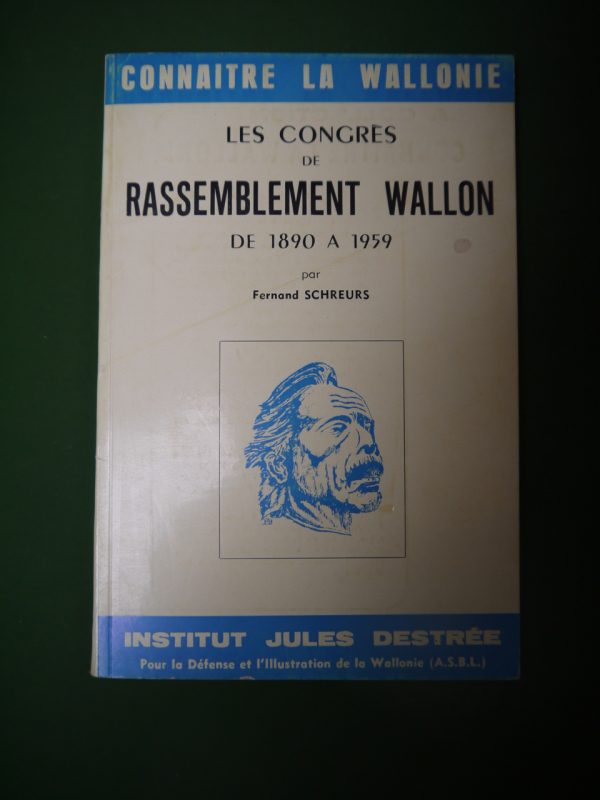 CONNAITRE LA WALLONIE
LES CONGRÈS
DE
RASSEMBLEMENT WALLON
DE 1890 A 1959
par
Fernand SCHREURS
INSTITUT JULES DESTRÉE
Pour la Défense et l'Illustration de la Wallonie (A.S.B.L.)